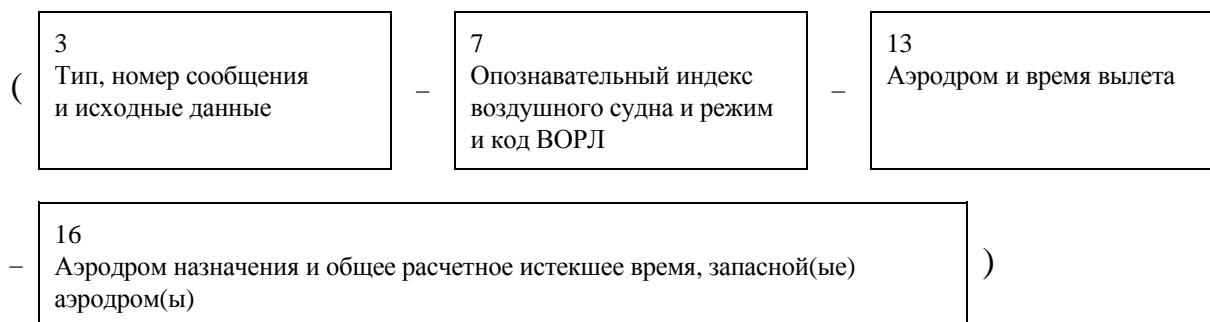 (
3
Тип, номер сообщения
и исходные данные
–
7
Опознавательный индекс
воздушного судна и режим
и код ВОРЛ
–
13
Аэродром и время вылета
–
16
Аэродром назначения и общее расчетное истекшее время, запасной(ые)
аэродром(ы)
)